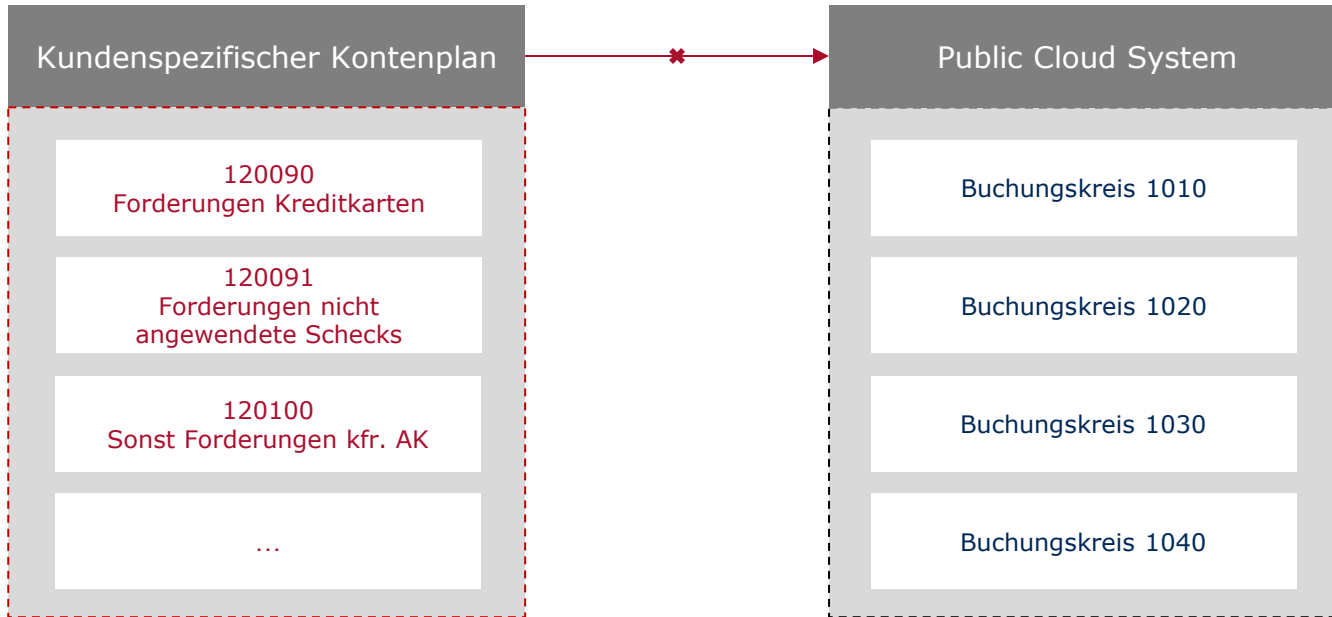 Kundenspezifischer Kontenplan
Public Cloud System
120090
Forderungen Kreditkarten
120091
Forderungen nicht
angewendete Schecks
120100
Sonst Forderungen kfr. AK
...
Buchungskreis 1010
Buchungskreis 1020
Buchungskreis 1030
Buchungskreis 1040